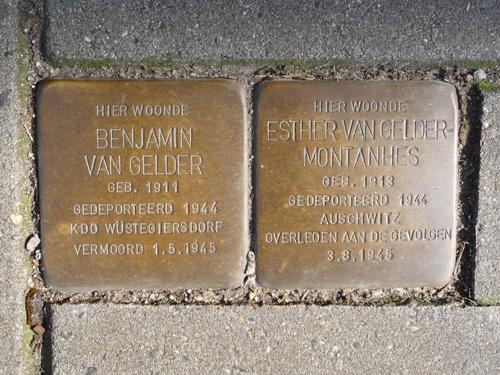 HIER WOONDE
BENJAMIN
VAN GELDER
GEB. 1911
GEDEPORTEERD 1944
KDO WÜSTEGIERSDORF
VERMOORD 1.5.1945
HIER WOONDE
ESTHER VAN GELDER-
MONTANHES
GEB. 1913
GEDEPORTEERD 1944
AUSCHWITZ
OVERLEDEN AAN DE GEVOLGEN
3.8.1945